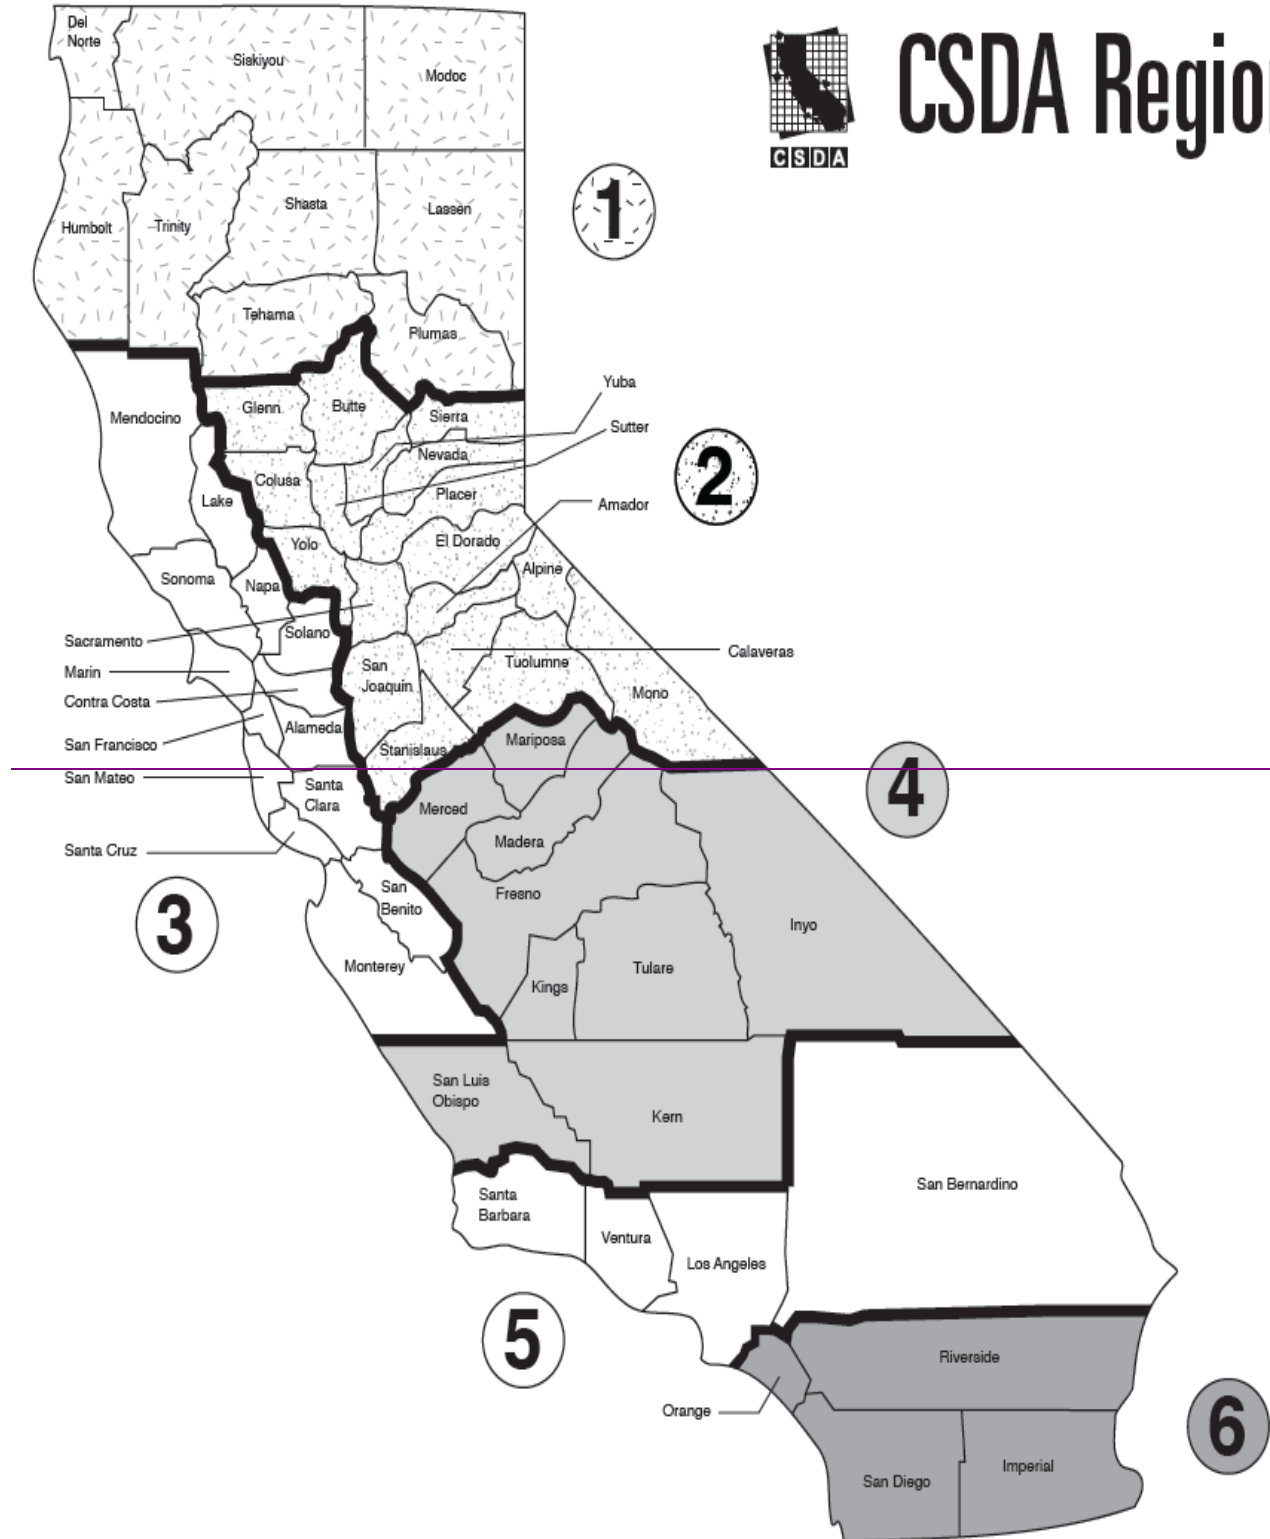 Del
Norte
Siskiyou
Modoc
CSDA Regio
CSDA
1
Shasta
Lassen
Humbolt
Trinity
Tehama
Plumas
Yuba
Mendocino
Glenn
Butte
Sierra
Sutter
Nevada
2
Colusa
Placer
Lake
Amador
Yolo
El Dorado
Alpine
Sonoma
Napa
Solano
Sacramento
Calaveras
San
Joaquin
Tuolumne
Marin
Mono
Contra Costa
Alameda
San Francisco
Stanislaus
Mariposa
San Mateo
Santa
Clara
4
Merced
Madera
Santa Cruz
San
Benito
Fresno
3
Inyo
Monterey
Tulare
Kings
San Luis
Obispo
Kern
San Bernardino
Santa
Barbara
Ventura
Los Angeles
5
Riverside
Orange
6
Imperial
San Diego